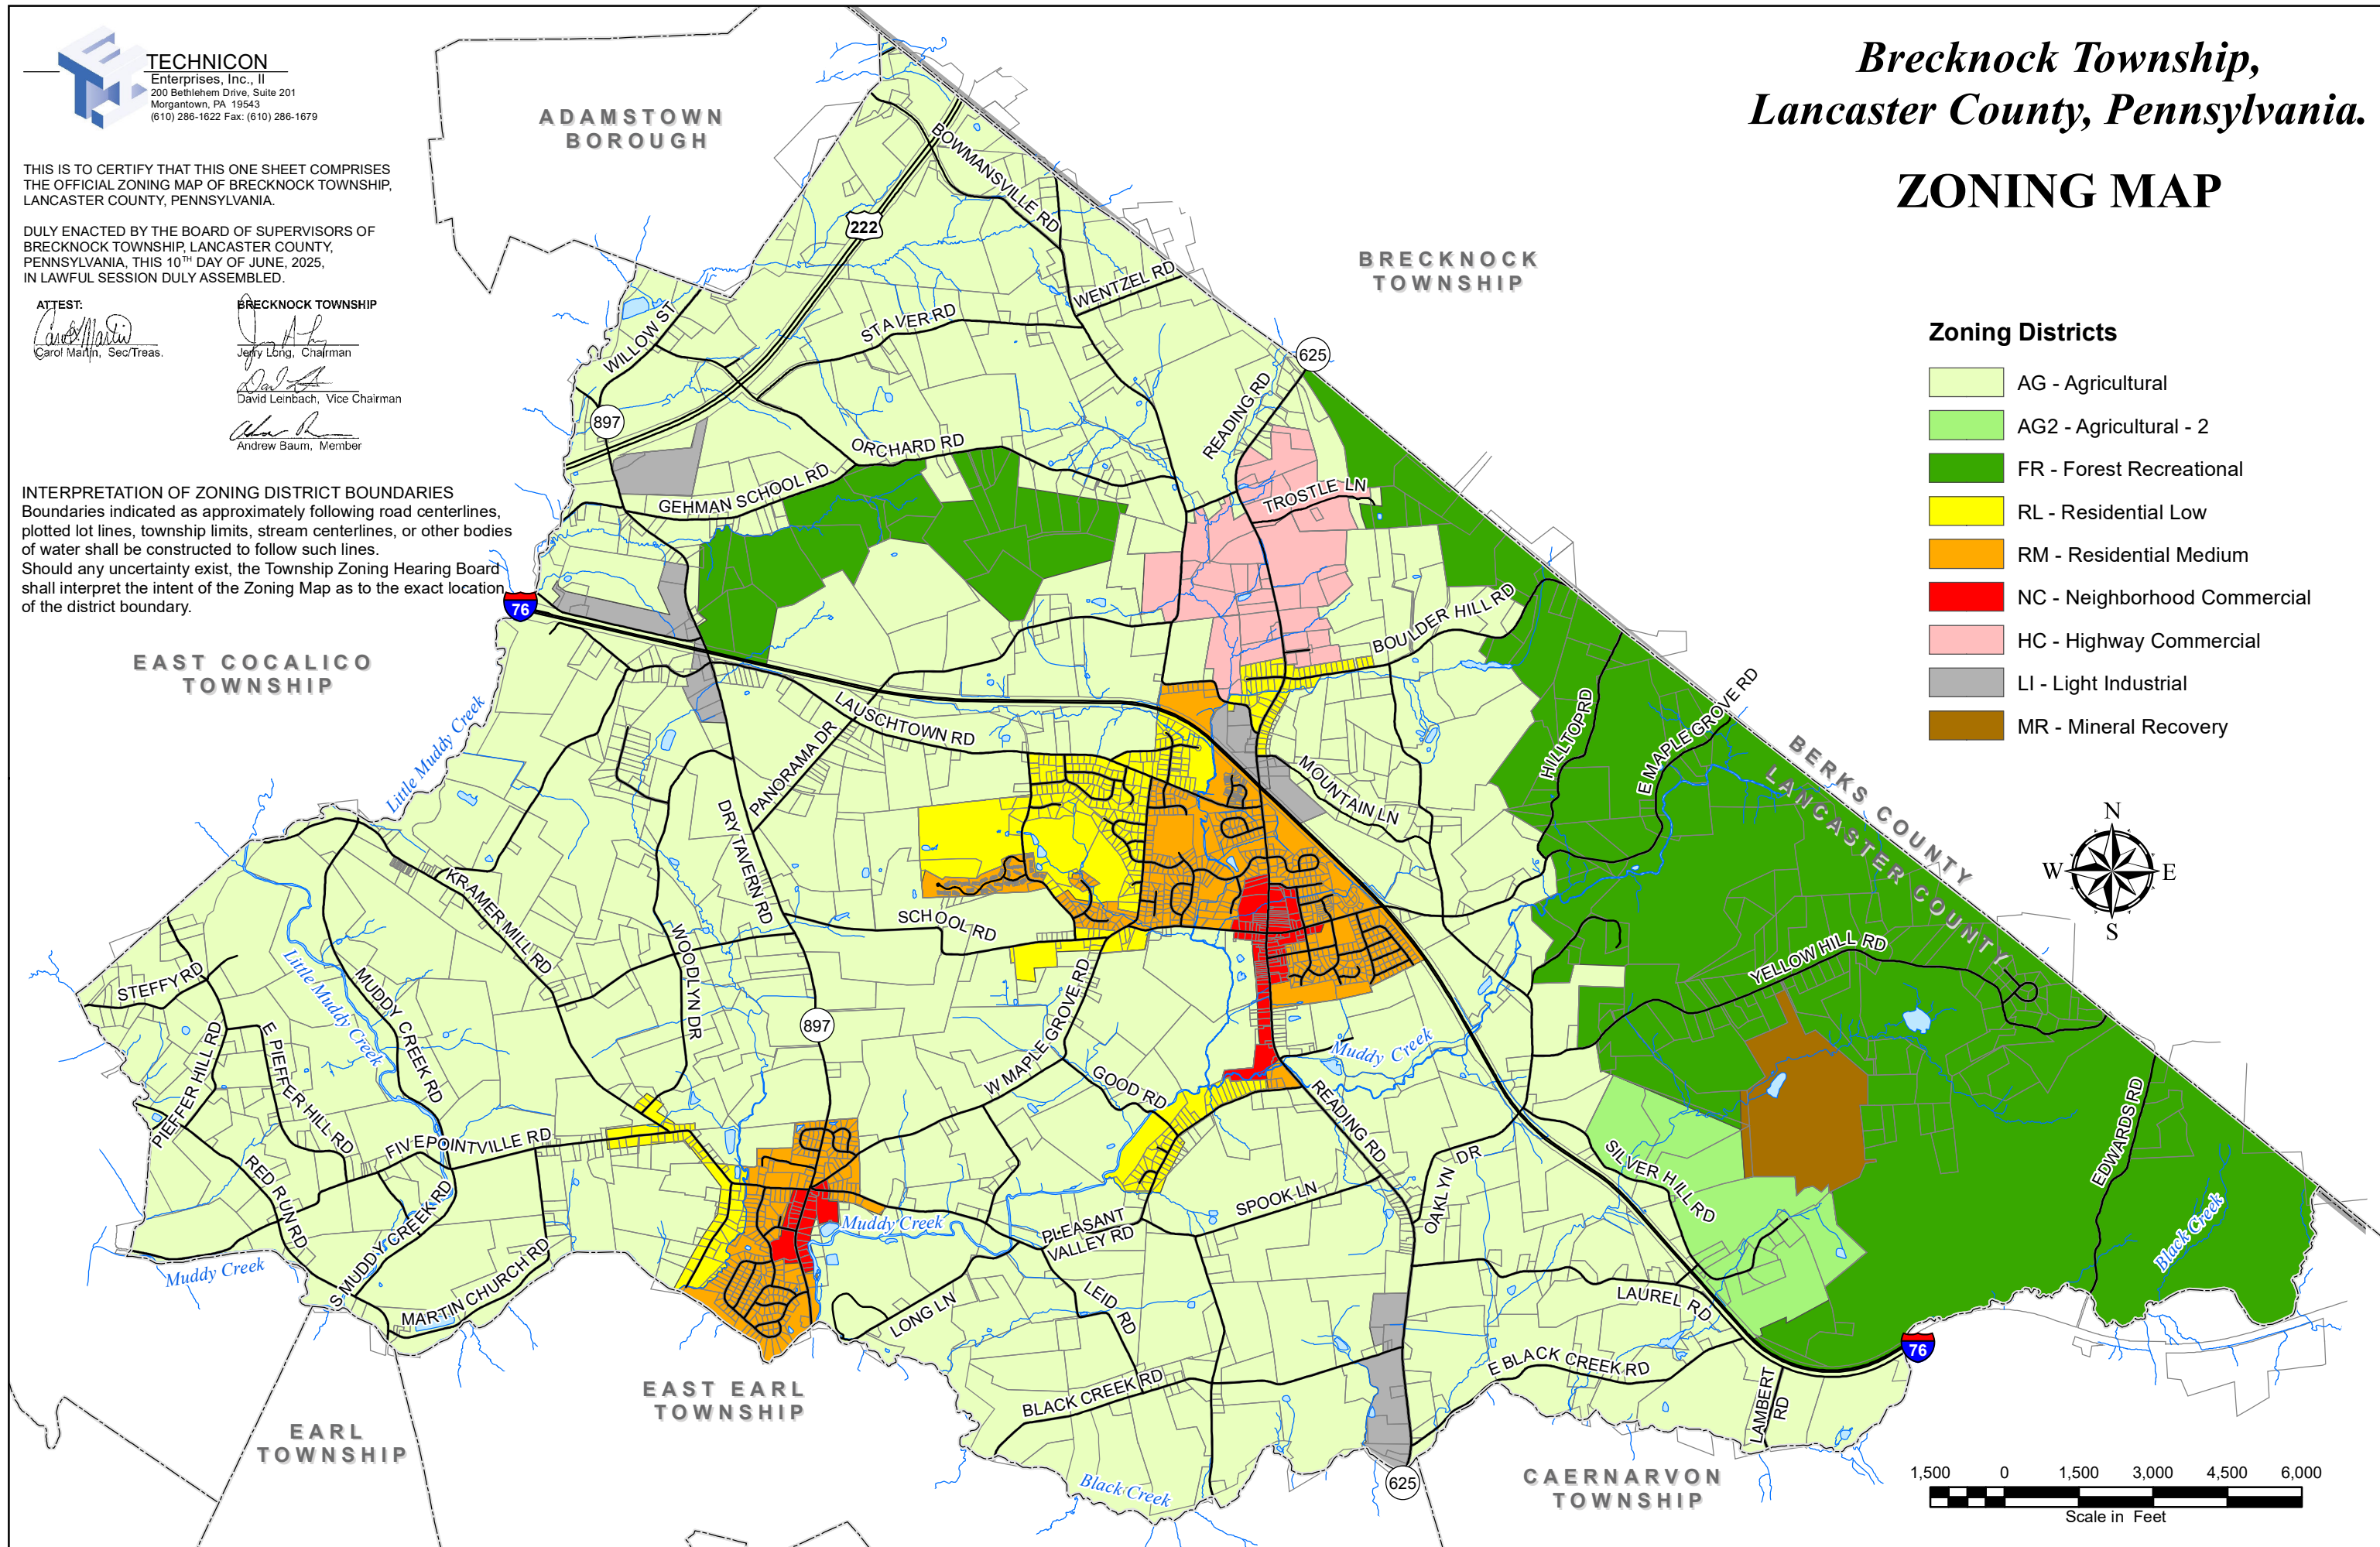 TECHNICON
Enterprises, Inc., II
200 Bethlehem Drive, Suite 201
Morgantown, PA 19543
(610) 286-1622 Fax: (610) 286-1679
THIS IS TO CERTIFY THAT THIS ONE SHEET COMPRISES
THE OFFICIAL ZONING MAP OF BRECKNOCK TOWNSHIP,
LANCASTER COUNTY, PENNSYLVANIA.
DULY ENACTED BY THE BOARD OF SUPERVISORS OF
BRECKNOCK TOWNSHIP, LANCASTER COUNTY,
PENNSYLVANIA, THIS 10TH DAY OF JUNE, 2025,
IN LAWFUL SESSION DULY ASSEMBLED.
ATTEST:
BRECKNOCK TOWNSHIP
Carol Martin
Carol Martin, Sec/Treas.
Jerry Long, Chairman
David Leinbach, Vice Chairman
Andrew Baum, Member
INTERPRETATION OF ZONING DISTRICT BOUNDARIES
Boundaries indicated as approximately following road centerlines,
plotted lot lines, township limits, stream centerlines, or other bodies
of water shall be constructed to follow such lines.
Should any uncertainty exist, the Township Zoning Hearing Board
shall interpret the intent of the Zoning Map as to the exact location
of the district boundary.
Brecknock Township,
Lancaster County, Pennsylvania.
ZONING MAP
Zoning Districts
AG - Agricultural
AG2 - Agricultural - 2
FR - Forest Recreational
RL - Residential Low
RM - Residential Medium
NC - Neighborhood Commercial
HC - Highway Commercial
LI - Light Industrial
MR - Mineral Recovery
ADAMSTOWN
BOROUGH
BRECKNOCK
TOWNSHIP
EAST COCALICO
TOWNSHIP
EARL
TOWNSHIP
EAST EARL
TOWNSHIP
CAERNARVON
TOWNSHIP
BERKS COUNTY
LANCASTER COUNTY
BOWMANSVILLE RD
222
WENTZEL RD
STAVER RD
WILLOW ST
897
625
READING RD
ORCHARD RD
GEHMAN SCHOOL RD
TROSTLE LN
76
BOULDER HILL RD
HILLTOP RD
E MAPLE GROVE RD
LAUSCHTOWN RD
PANORAMA DR
MOUNTAIN LN
Little Muddy Creek
DRY TAVERN RD
SCHOOL RD
KRAMER MILL RD
WOODLYN DR
YELLOW HILL RD
STEFFY RD
Little Muddy Creek
MUDDY CREEK RD
897
W MAPLE GROVE RD
Muddy Creek
PIEFFER HILL RD
E PIEFFER HILL RD
GOOD RD
READING RD
EDWARDS RD
FIVEPOINTVILLE RD
RED RUN RD
OAKLYN DR
SILVER HILL RD
SPOOK LN
Muddy Creek
PLEASANT
VALLEY RD
Black Creek
S MUDDY CREEK RD
Muddy Creek
MARTIN CHURCH RD
LONG LN
LEID RD
LAUREL RD
76
E BLACK CREEK RD
BLACK CREEK RD
LAMBERT
RD
Black Creek
625
N
W
E
S
1,500 0 1,500 3,000 4,500 6,000
Scale in Feet